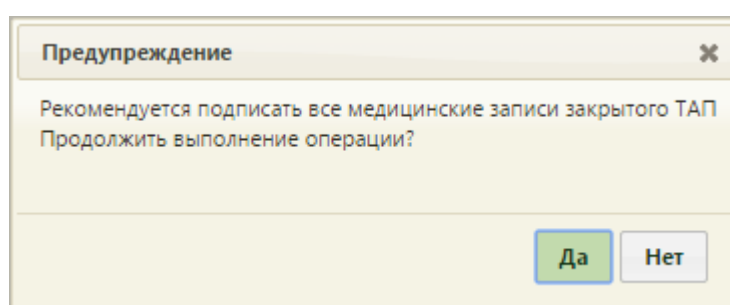 Предупреждение
Рекомендуется подписать все медицинские записи закрытого ТАП
Продолжить выполнение операции?
Да Нет